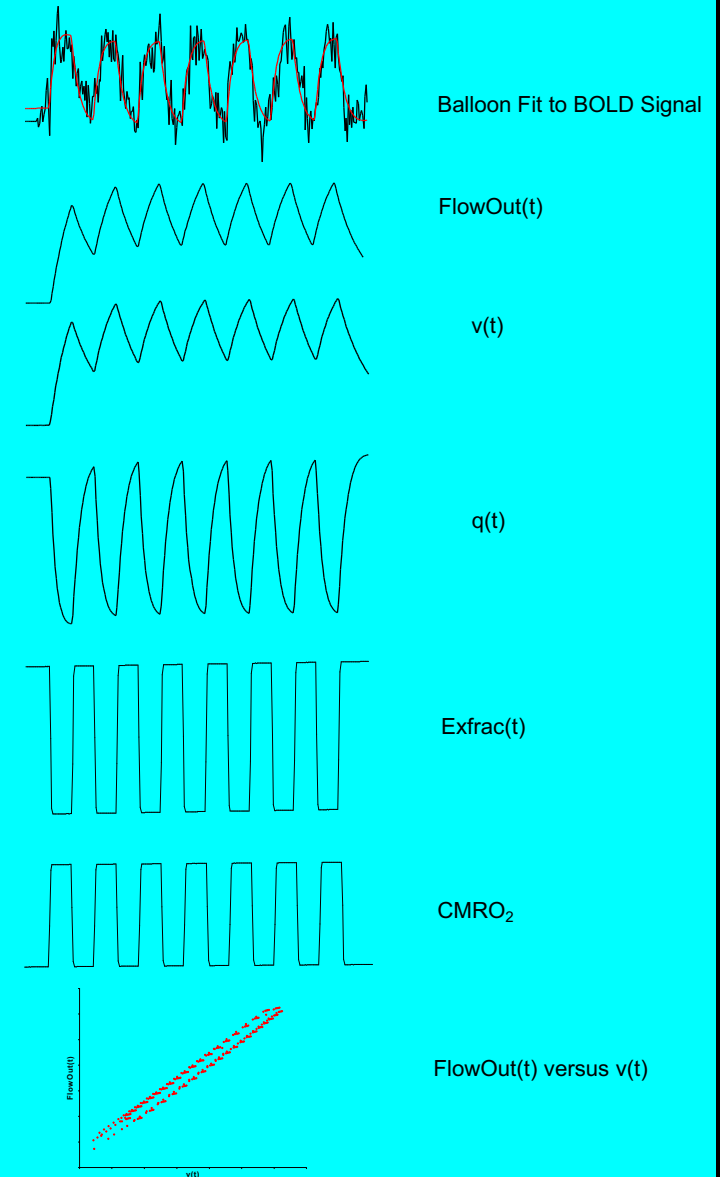 Balloon Fit to BOLD Signal
FlowOut(t)
v(t)
q(t)
Exfrac(t)
CMRO₂
FlowOut(t)
v(t)
FlowOut(t) versus v(t)